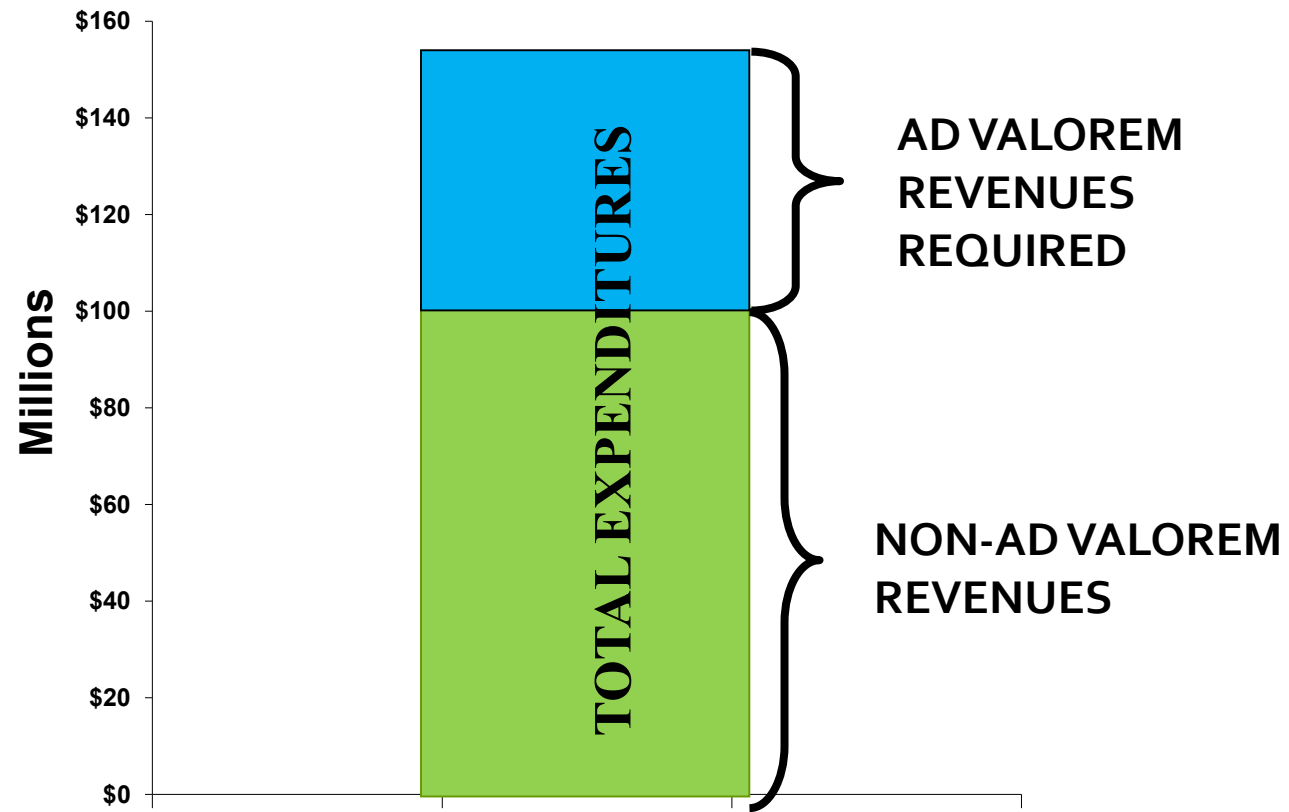 $160
$140
$120
$100
$80
$60
$40
$20
$0
Millions
TOTAL EXPENDITURES
AD VALOREM
REVENUES
REQUIRED
NON-AD VALOREM
REVENUES